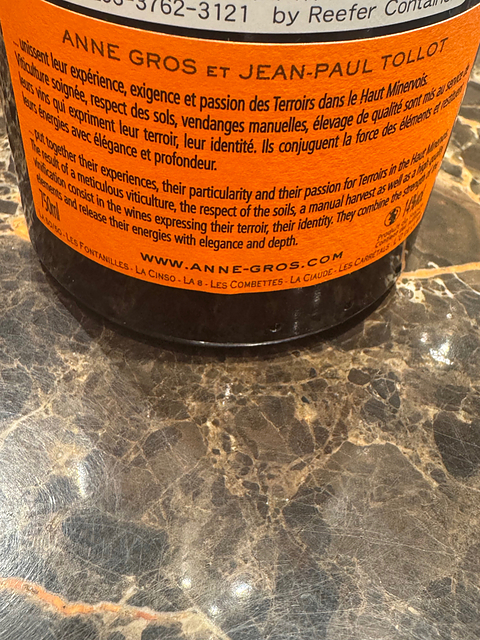 -3762-3121 by Reefer Contain
ANNE GROS ET JEAN-PAUL TOLLOT
...unissent leur expérience, exigence et passion des Terroirs dans le Haut Minervois.
Viticulture soignée, respect des sols, vendanges manuelles, élevage de qualité sont mis au service de
leurs vins qui expriment leur terroir, leur identité. Ils conjuguent la force des éléments et restituent
leurs énergies avec élégance et profondeur.
... put together their experiences, their particularity and their passion for Terroirs in the Haut Minervois.
The result of a meticulous viticulture, the respect of the soils, a manual harvest as well as a high
vinification consist in the wines expressing their terroir, their identity. They combine the strength of
elements and release their energies with elegance and depth.
750ml
WWW.ANNE-GROS.COM
LES FONTANILLES - LA CINSO - LA 8 - LES COMBETTES - LA CIAUDE - LES CARRÉTALS